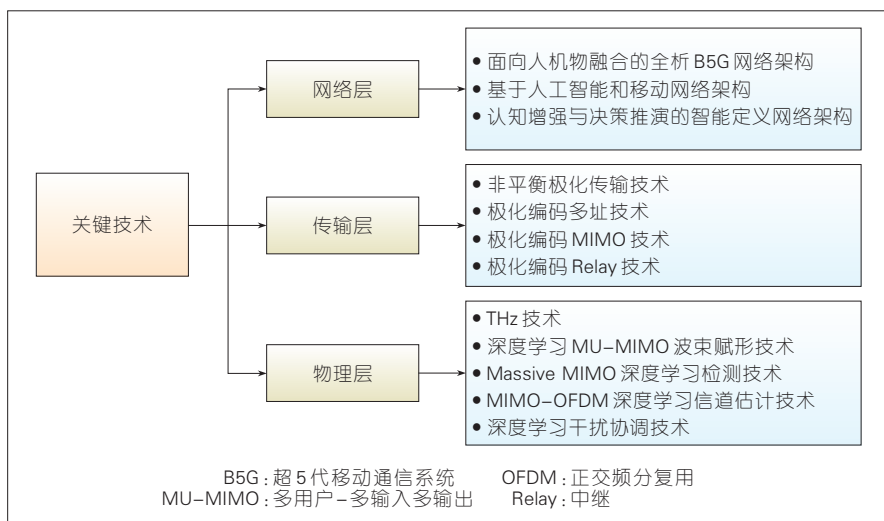 关键技术
网络层
● 面向人机物融合的全析 B5G 网络架构
● 基于人工智能和移动网络架构
● 认知增强与决策推演的智能定义网络架构
传输层
● 非平衡极化传输技术
● 极化编码多址技术
● 极化编码 MIMO 技术
● 极化编码 Relay 技术
物理层
● THz 技术
● 深度学习 MU-MIMO 波束赋形技术
● Massive MIMO 深度学习检测技术
● MIMO-OFDM 深度学习信道估计技术
● 深度学习干扰协调技术
B5G:超 5 代移动通信系统 OFDM:正交频分复用
MU-MIMO:多用户-多输入多输出 Relay:中继